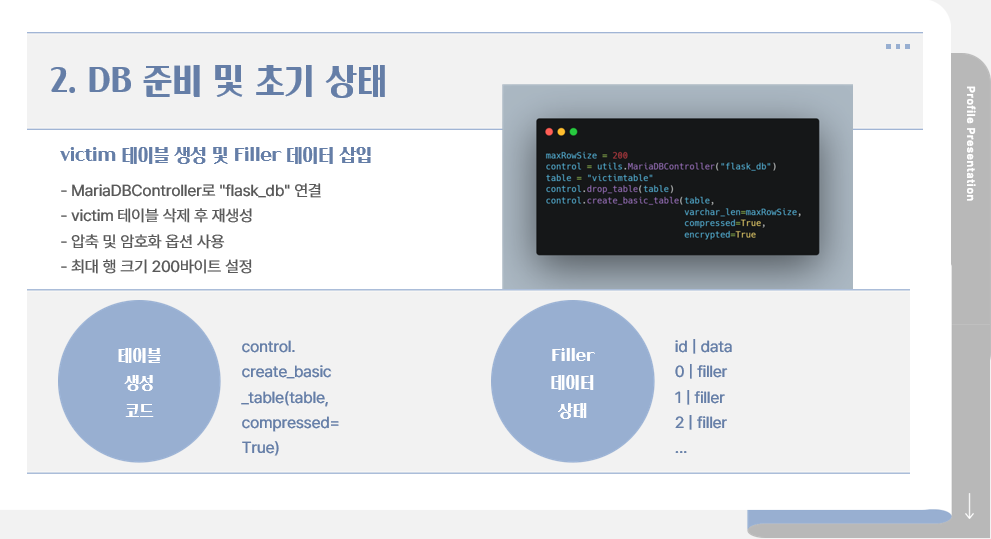 2. DB 준비 및 초기 상태
victim 테이블 생성 및 Filler 데이터 삽입
- MariaDBController로 "flask_db" 연결
- victim 테이블 삭제 후 재생성
- 압축 및 암호화 옵션 사용
- 최대 행 크기 200바이트 설정
maxRowSize = 200
control = utils.MariaDBController("flask_db")
table = "victimtable"
control.drop_table(table)
control.create_basic_table(table,
varchar_len=maxRowSize,
compressed=True,
encrypted=True
테이블
생성
코드
control.
create_basic
_table(table,
compressed=
True)
Filler
데이터
상태
id | data
0 | filler
1 | filler
2 | filler
...
Profile Presentation